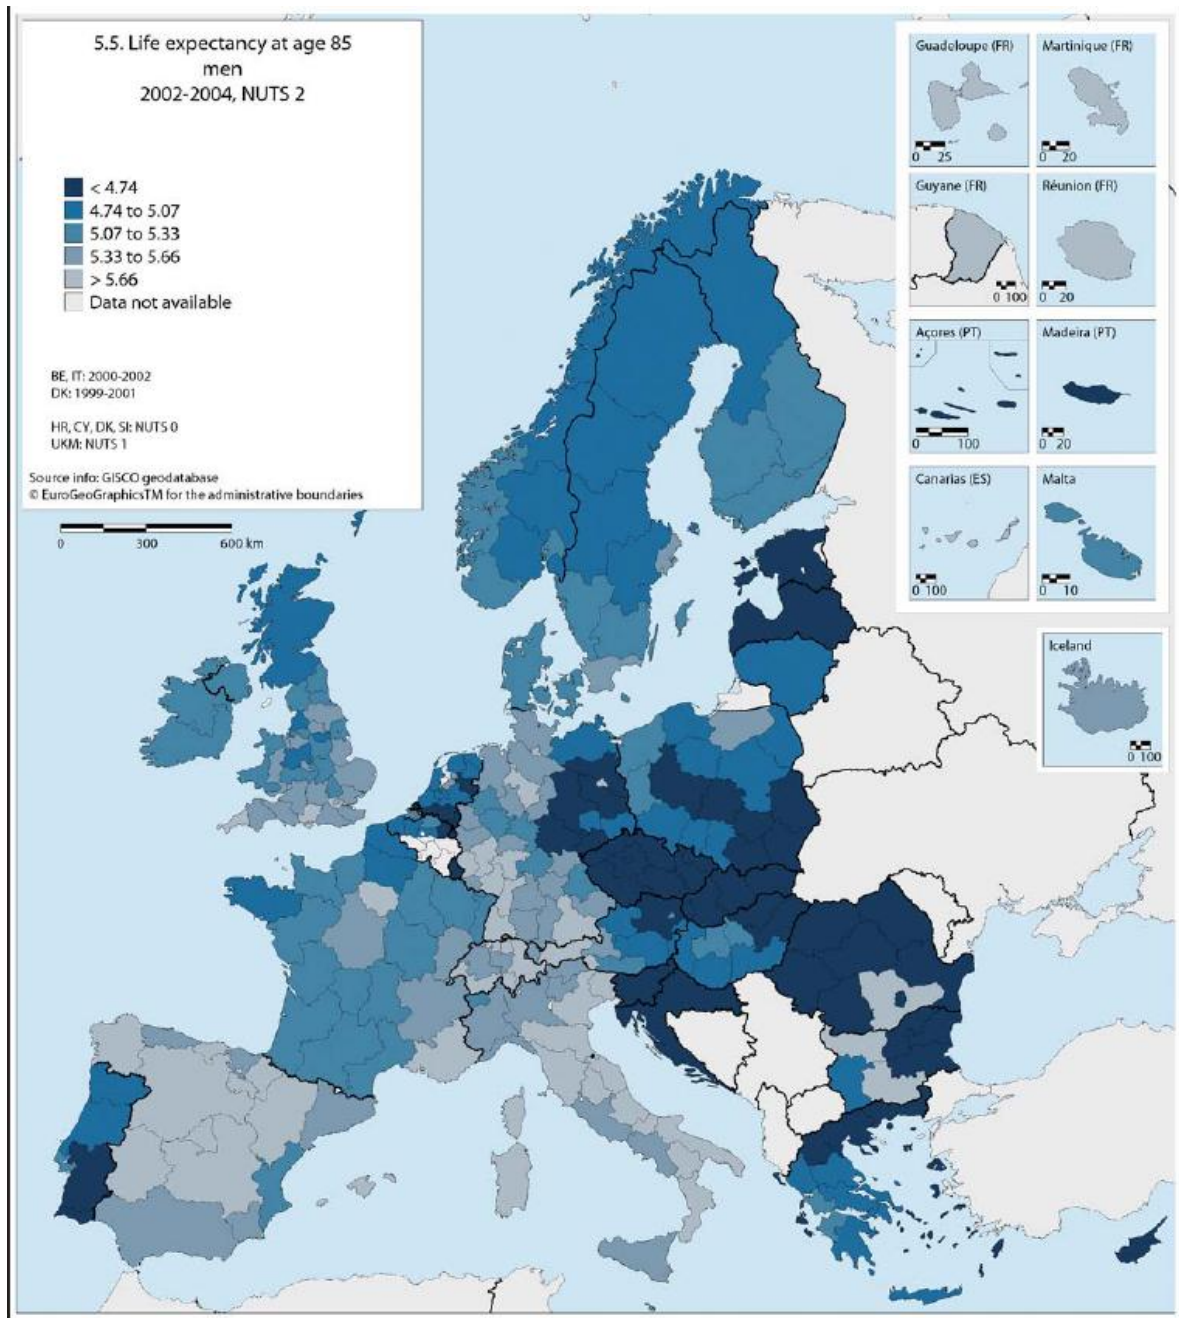 5.5. Life expectancy at age 85
men
2002-2004, NUTS 2
< 4.74
4.74 to 5.07
5.07 to 5.33
5.33 to 5.66
> 5.66
Data not available
BE, IT: 2000-2002
DK: 1999-2001
HR, CY, DK, SI: NUTS 0
UKM: NUTS 1
Source info: GISCO geodatabase
© EuroGeoGraphicsTM for the administrative boundaries
0 300 600 km
Guadeloupe (FR)
0 25
Martinique (FR)
0 20
Guyane (FR)
0 100
Réunion (FR)
0 20
Açores (PT)
0 100
Madeira (PT)
0 20
Canarias (ES)
0 100
Malta
0 10
Iceland
0 100